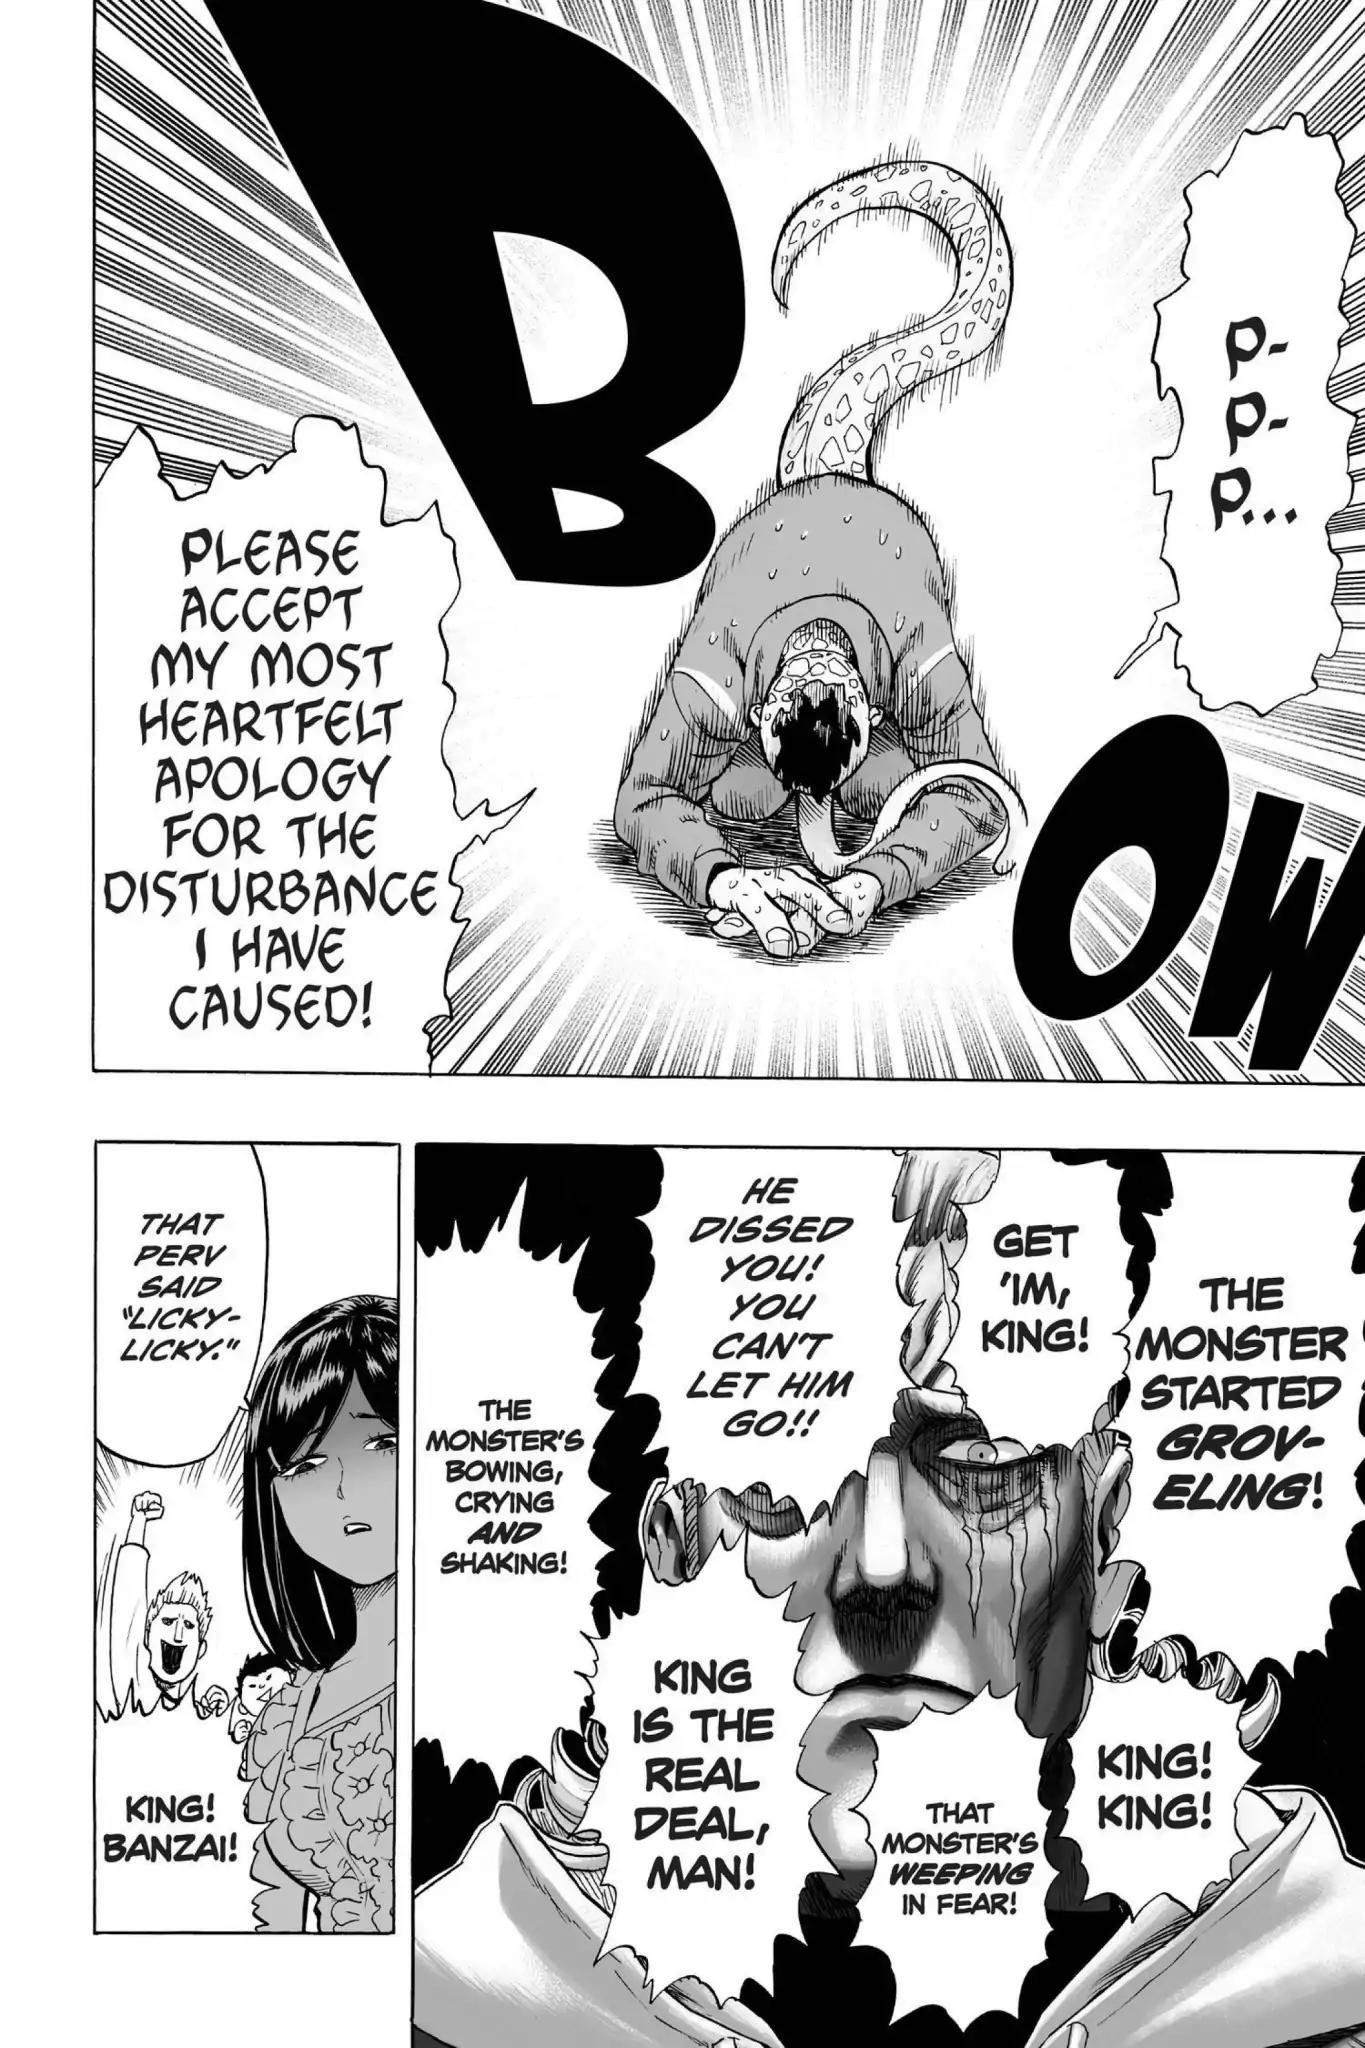 P-
P-
P...
B
OW
PLEASE
ACCEPT
MY MOST
HEARTFELT
APOLOGY
FOR THE
DISTURBANCE
I HAVE
CAUSED!
THE
MONSTER
STARTED
GROV-
ELING!
GET
'IM,
KING!
HE
DISSED
YOU!
YOU
CAN'T
LET HIM
GO!!
THE
MONSTER'S
BOWING,
CRYING
AND
SHAKING!
KING! 
KING!
THAT
MONSTER'S
WEEPING
IN FEAR!
KING
IS THE
REAL
DEAL,
MAN!
THAT
PERV
SAID
"LICKY-
LICKY."
KING!
BANZAI!